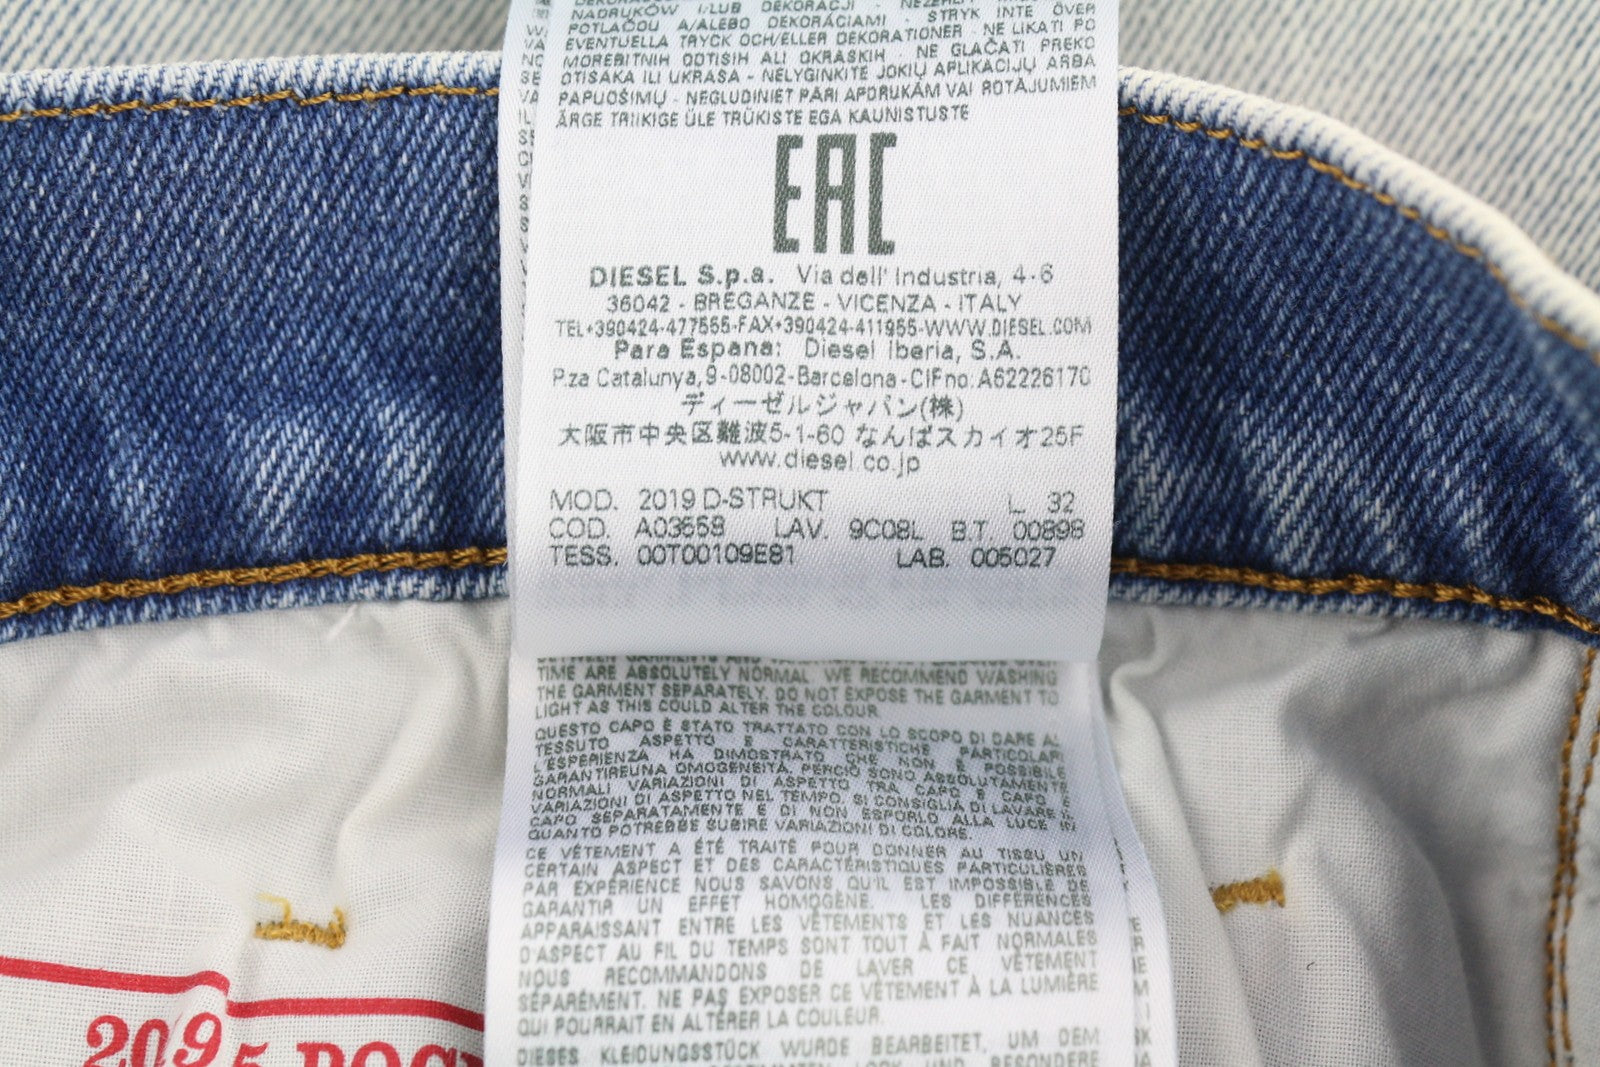 NADRUKÓW I/LUB DEKORACJI - NEZEHLIT
POTLAČOU A/ALEBO DEKORÁCIAMI - STRYK INTE ÖVER
EVENTUELLA TRYCK OCH/ELLER DEKORATIONER - NE LIKATI PO
MOREBITNIH ODTISIH ALI OKRASKIH - NE GLAČATI PREKO
OTISAKA ILI UKRASA - NELYGINKITE JOKIŲ APLIKACIJŲ ARBA
PAPUOŠIMŲ - NEGLUDINIET PĀRI APDRUKĀM VAI ROTĀJUMIEM
ÄRGE TRIIKIGE ÜLE TRÜKISTE EGA KAUNISTUSTE
EAC
DIESEL S.p.a. Via dell' Industria, 4-6
36042 - BREGANZE - VICENZA - ITALY
TEL+390424-477555-FAX+390424-411955-WWW.DIESEL.COM
Para Espana: Diesel Iberia, S.A.
P.za Catalunya, 9-08002-Barcelona-CIFno: A62226170
ディーゼルジャパン(株)
大阪市中央区難波5-1-60 なんばスカイオ25F
www.diesel.co.jp
MOD. 2019 D-STRUKT L. 32
COD. A03558 LAV. 9C08L B.T. 00898
TESS. 00T00109E81 LAB. 005027
BETWEEN GARMENTS AND
TIME ARE ABSOLUTELY NORMAL. WE RECOMMEND WASHING
THE GARMENT SEPARATELY. DO NOT EXPOSE THE GARMENT TO
LIGHT AS THIS COULD ALTER THE COLOUR
QUESTO CAPO È STATO TRATTATO CON LO SCOPO DI DARE AL
TESSUTO ASPETTO E CARATTERISTICHE PARTICOLARI
L'ESPERIENZA HA DIMOSTRATO CHE NON È POSSIBILE
GARANTIREUNA OMOGENEITÀ, PERCIÒ SONO ASSOLUTAMENTE
NORMALI VARIAZIONI DI ASPETTO TRA CAPO E CAPO E
VARIAZIONI DI ASPETTO NEL TEMPO. SI CONSIGLIA DI LAVARE IL
CAPO SEPARATAMENTE E DI NON ESPORLO ALLA LUCE IN
QUANTO POTREBBE SUBIRE VARIAZIONI DI COLORE.
CE VÊTEMENT A ÉTÉ TRAITÉ POUR DONNER AU TISSU UN
CERTAIN ASPECT ET DES CARACTÉRISTIQUES PARTICULIÈRES
PAR EXPÉRIENCE NOUS SAVONS QU'IL EST IMPOSSIBLE DE
GARANTIR UN EFFET HOMOGÈNE. LES DIFFÉRENCES
APPARAISSANT ENTRE LES VÊTEMENTS ET LES NUANCES
D'ASPECT AU FIL DU TEMPS SONT TOUT À FAIT NORMALES
NOUS RECOMMANDONS DE LAVER CE VÊTEMENT
SÉPARÉMENT. NE PAS EXPOSER CE VÊTEMENT À LA LUMIÈRE
QUI POURRAIT EN ALTÉRER LA COULEUR.
DIESES KLEIDUNGSSTÜCK WURDE BEARBEITET, UM DEM
2095 POC